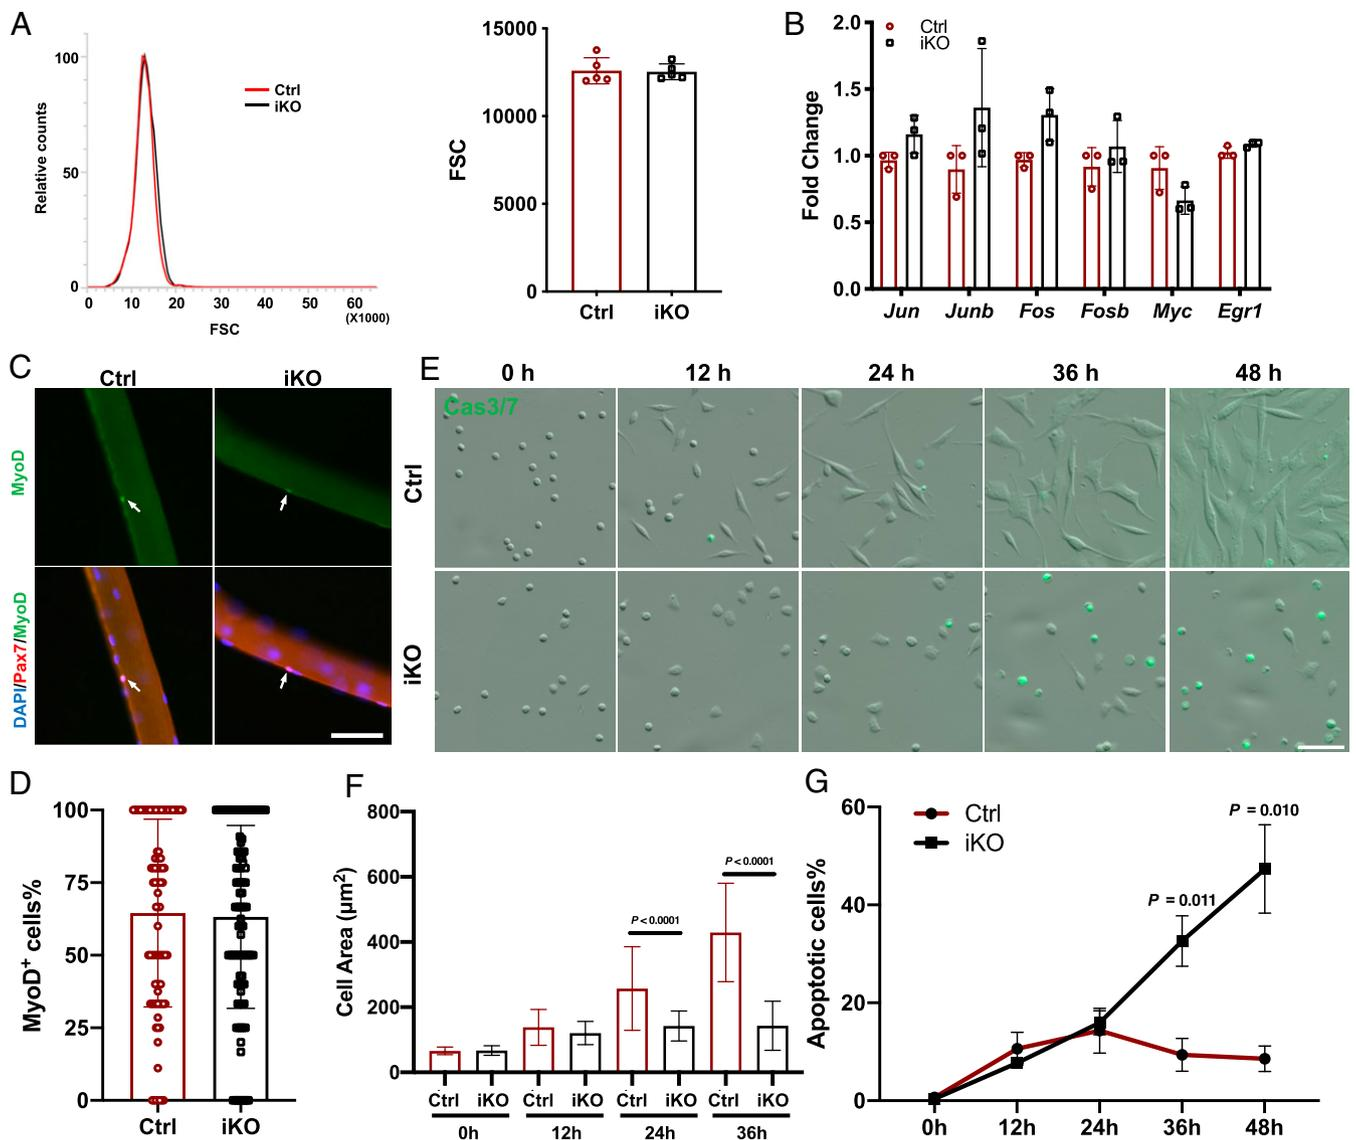 A
Relative counts
100
50
0
0 10 20 30 40 50 60
(X1000)
FSC
Ctrl
iKO
FSC
15000
10000
5000
0
Ctrl iKO
B
Fold Change
2.0
1.5
1.0
0.5
0.0
Ctrl
iKO
Jun Junb Fos Fosb Myc Egr1
C
Ctrl iKO
MyoD
DAPI/Pax7/MyoD
E
0 h 12 h 24 h 36 h 48 h
Cas3/7
Ctrl
iKO
D
MyoD+ cells%
100
75
50
25
0
Ctrl iKO
F
Cell Area (μm2)
800
600
400
200
0
P < 0.0001
P < 0.0001
Ctrl iKO Ctrl iKO Ctrl iKO Ctrl iKO
0h 12h 24h 36h
G
Apoptotic cells%
60
40
20
0
Ctrl
iKO
P = 0.010
P = 0.011
0h 12h 24h 36h 48h